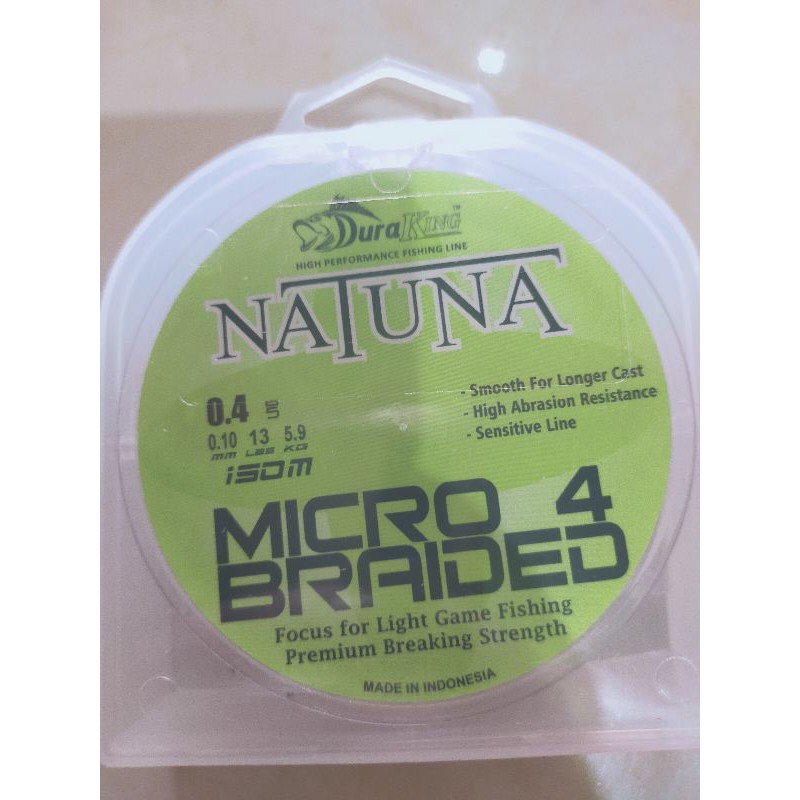 DuraKing™
HIGH PERFORMANCE FISHING LINE
NATUNA
- Smooth For Longer Cast
- High Abrasion Resistance
- Sensitive Line
0.4
0.10 13 5.9
MM LBS KG
150M
MICRO 4
BRAIDED
Focus for Light Game Fishing
Premium Breaking Strength
MADE IN INDONESIA